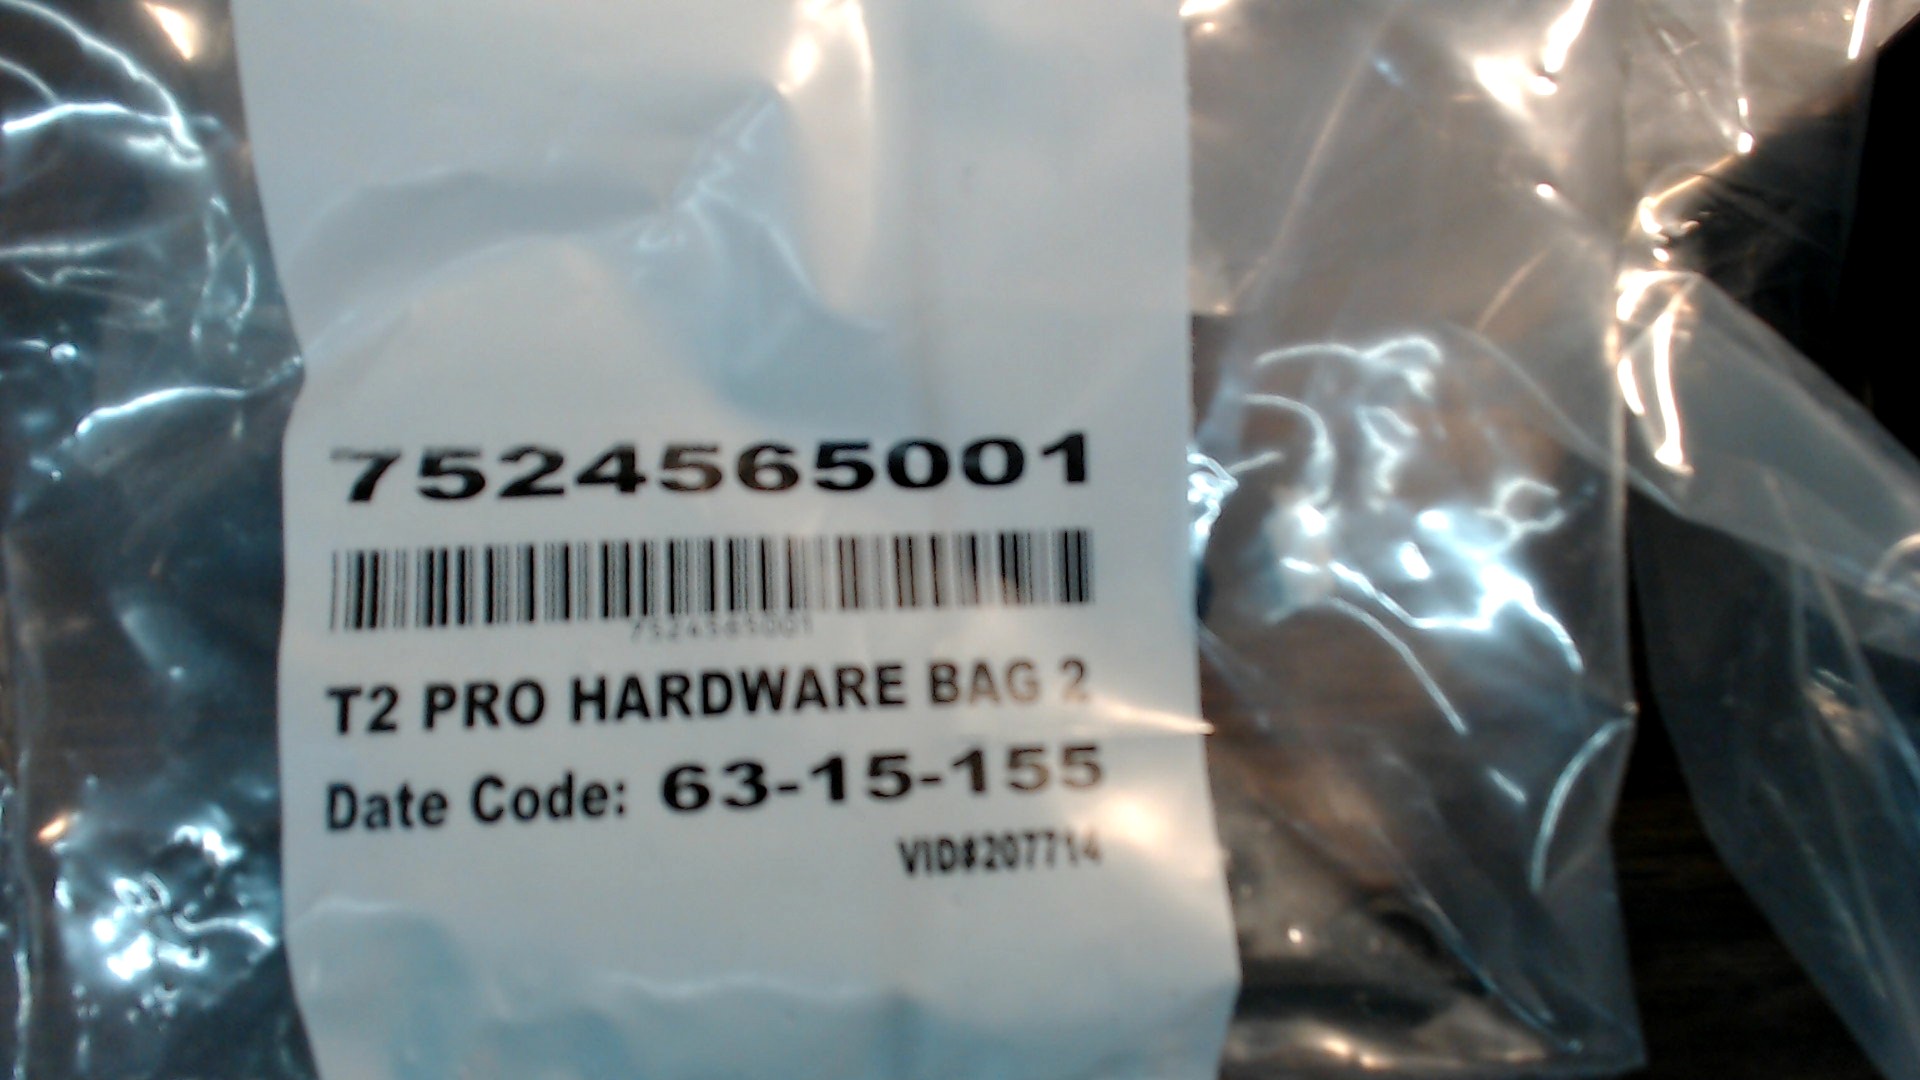 7524565001
7524565001
T2 PRO HARDWARE BAG 2
Date Code: 63-15-155
VID#207714